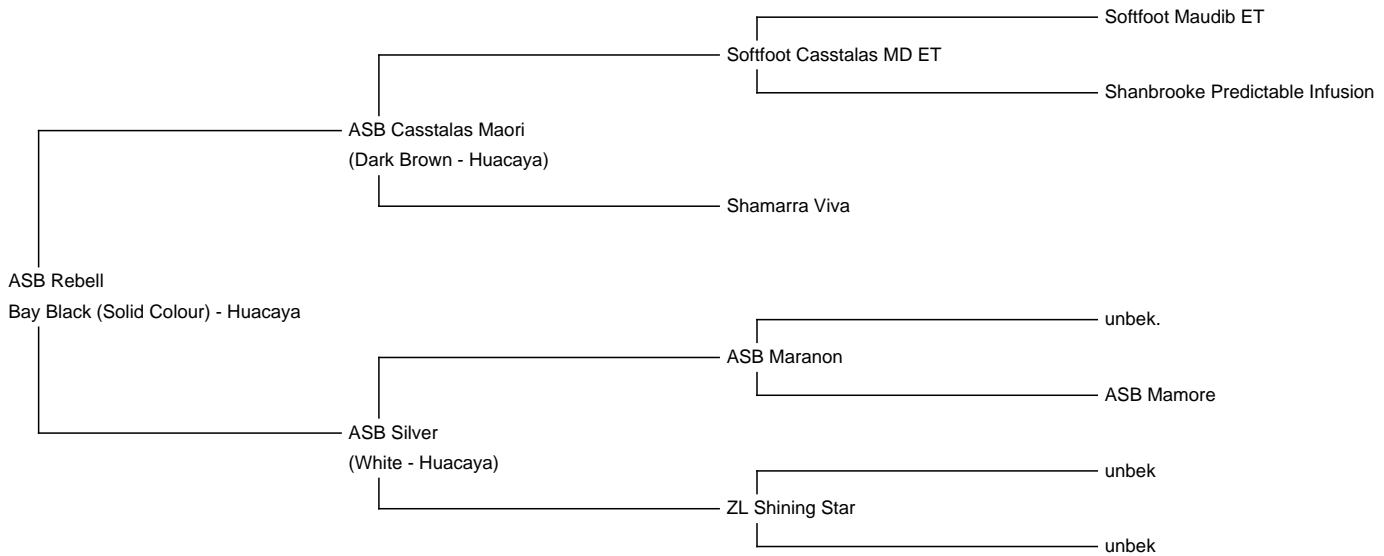 Softfoot Maudib ET
Softfoot Casstalas MD ET
Shanbrooke Predictable Infusion
ASB Casstalas Maori
(Dark Brown - Huacaya)
Shamarra Viva
ASB Rebell
Bay Black (Solid Colour) - Huacaya
unbek.
ASB Maranon
ASB Mamore
ASB Silver
(White - Huacaya)
unbek
ZL Shining Star
unbek